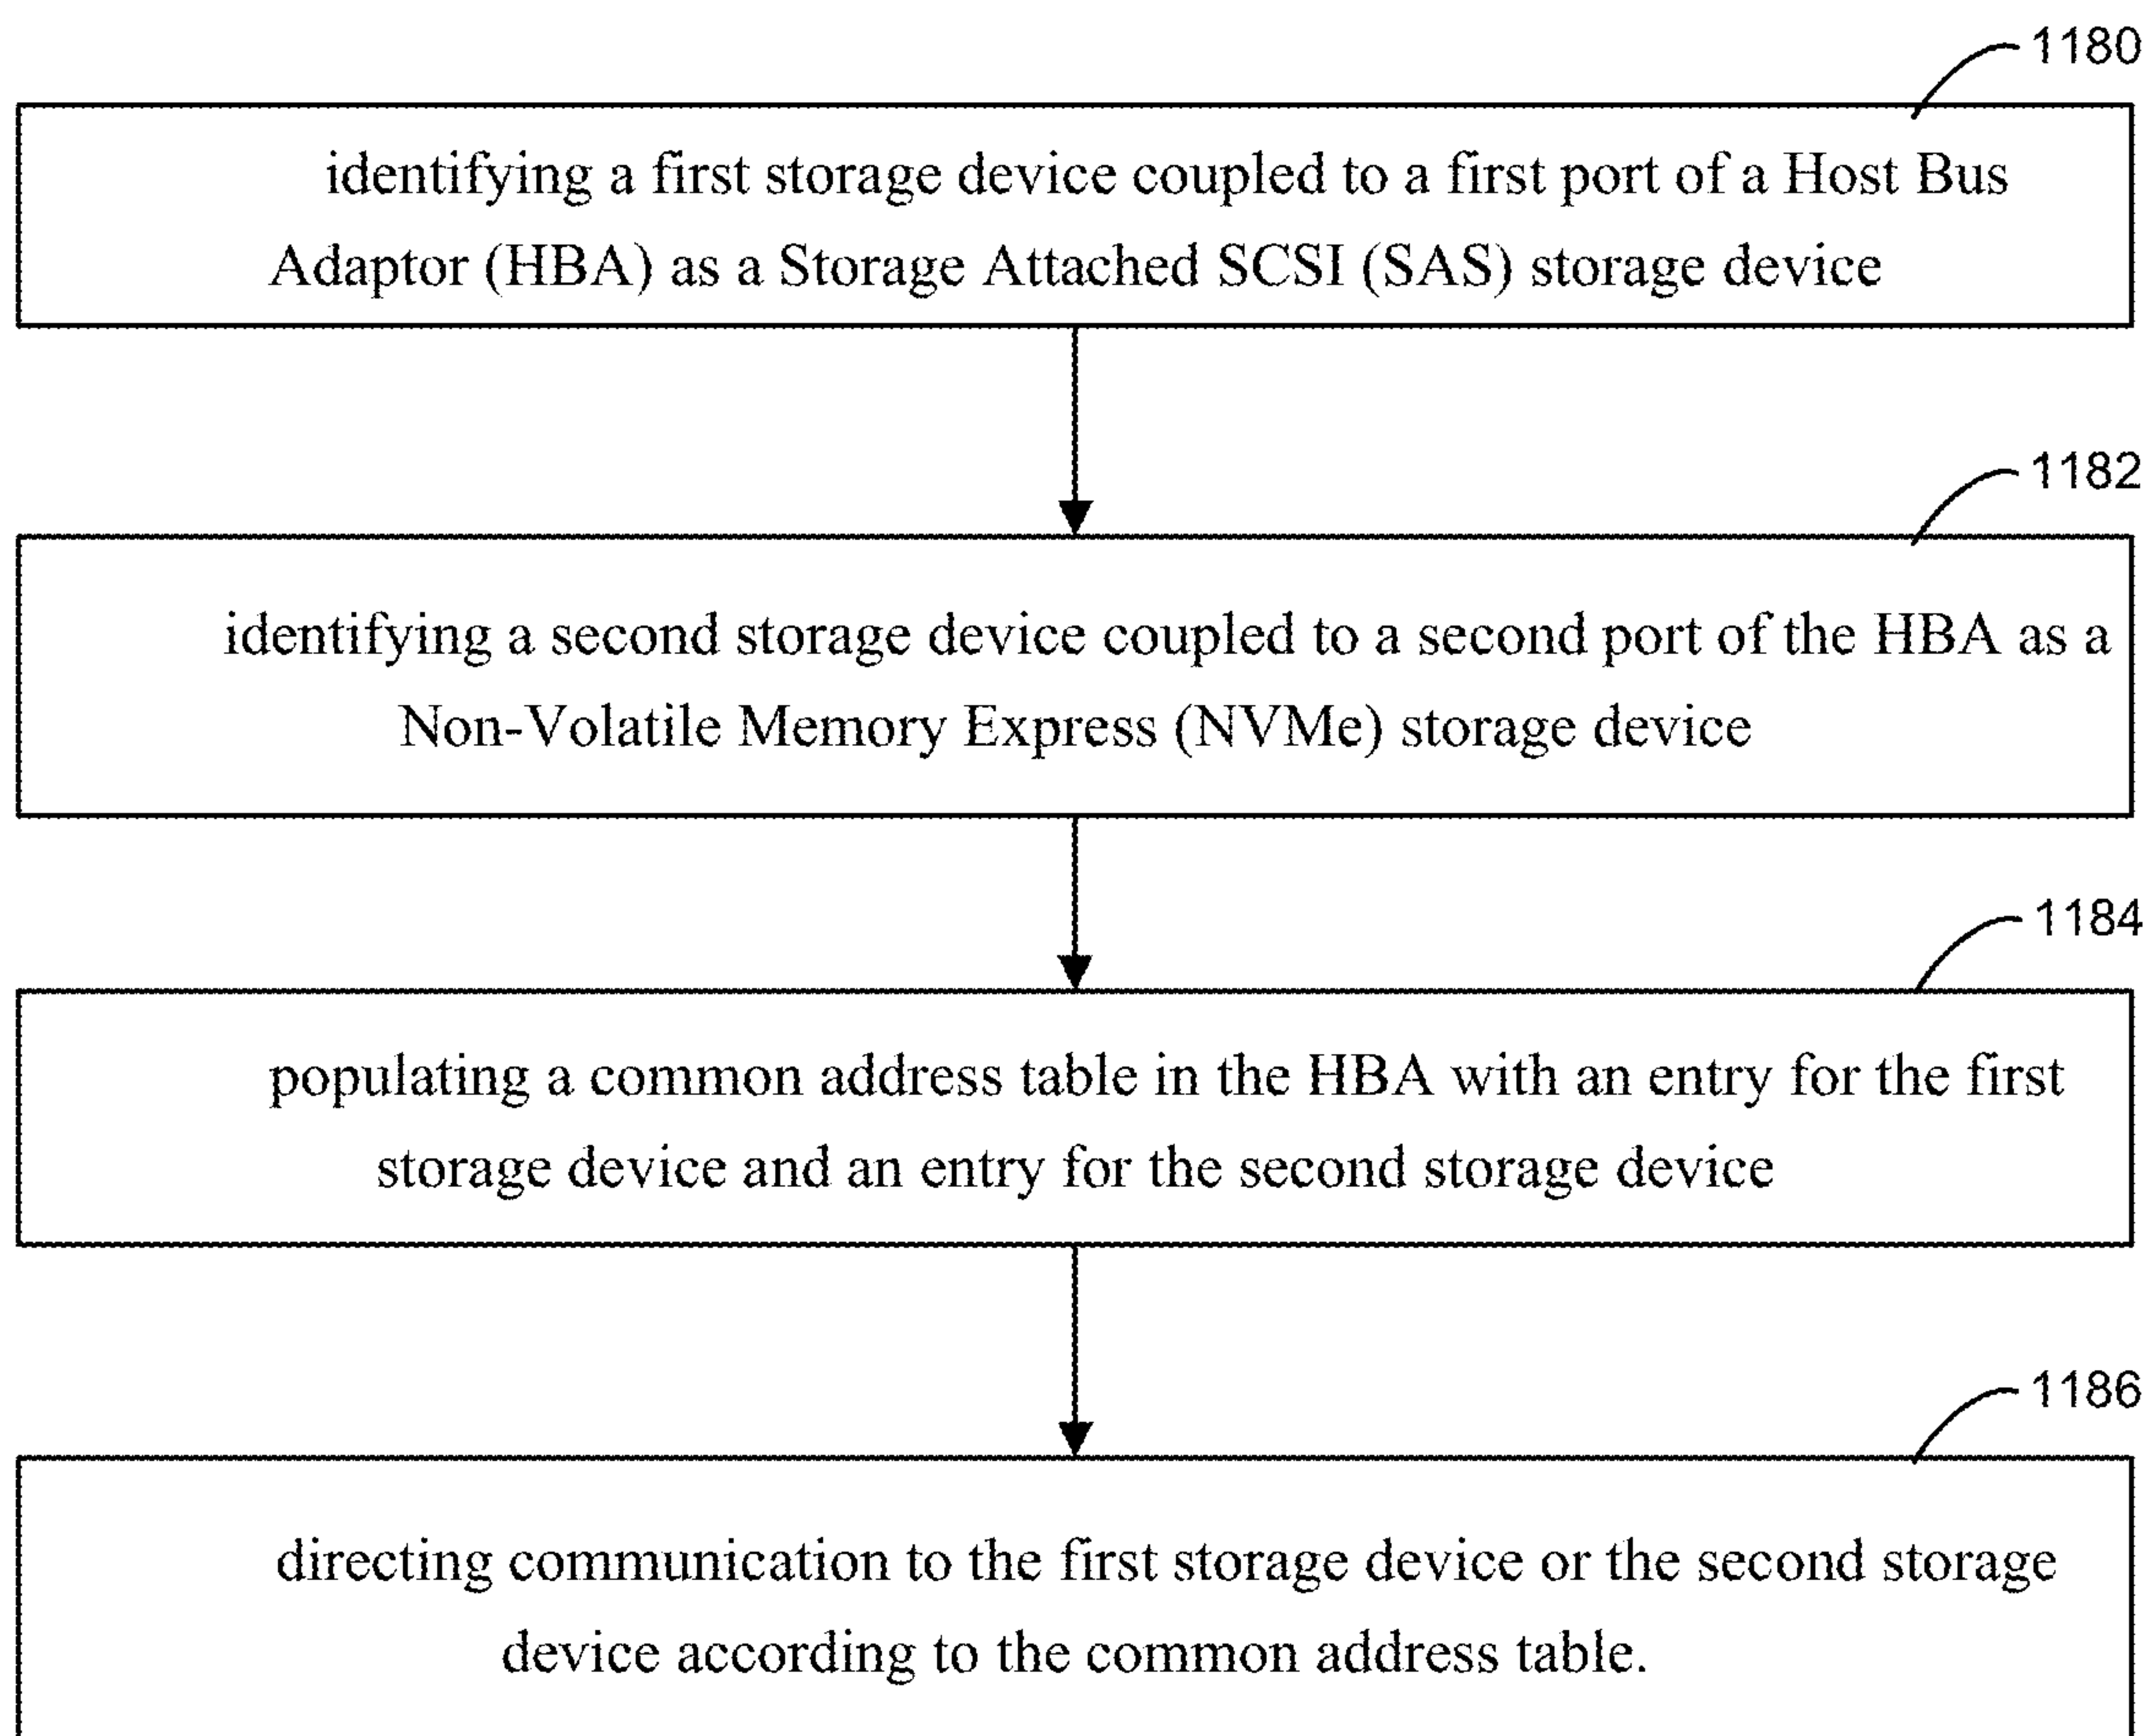 1180
identifying a first storage device coupled to a first port of a Host Bus
Adaptor (HBA) as a Storage Attached SCSI (SAS) storage device
1182
identifying a second storage device coupled to a second port of the HBA as a
Non-Volatile Memory Express (NVMe) storage device
1184
populating a common address table in the HBA with an entry for the first
storage device and an entry for the second storage device
1186
directing communication to the first storage device or the second storage
device according to the common address table.